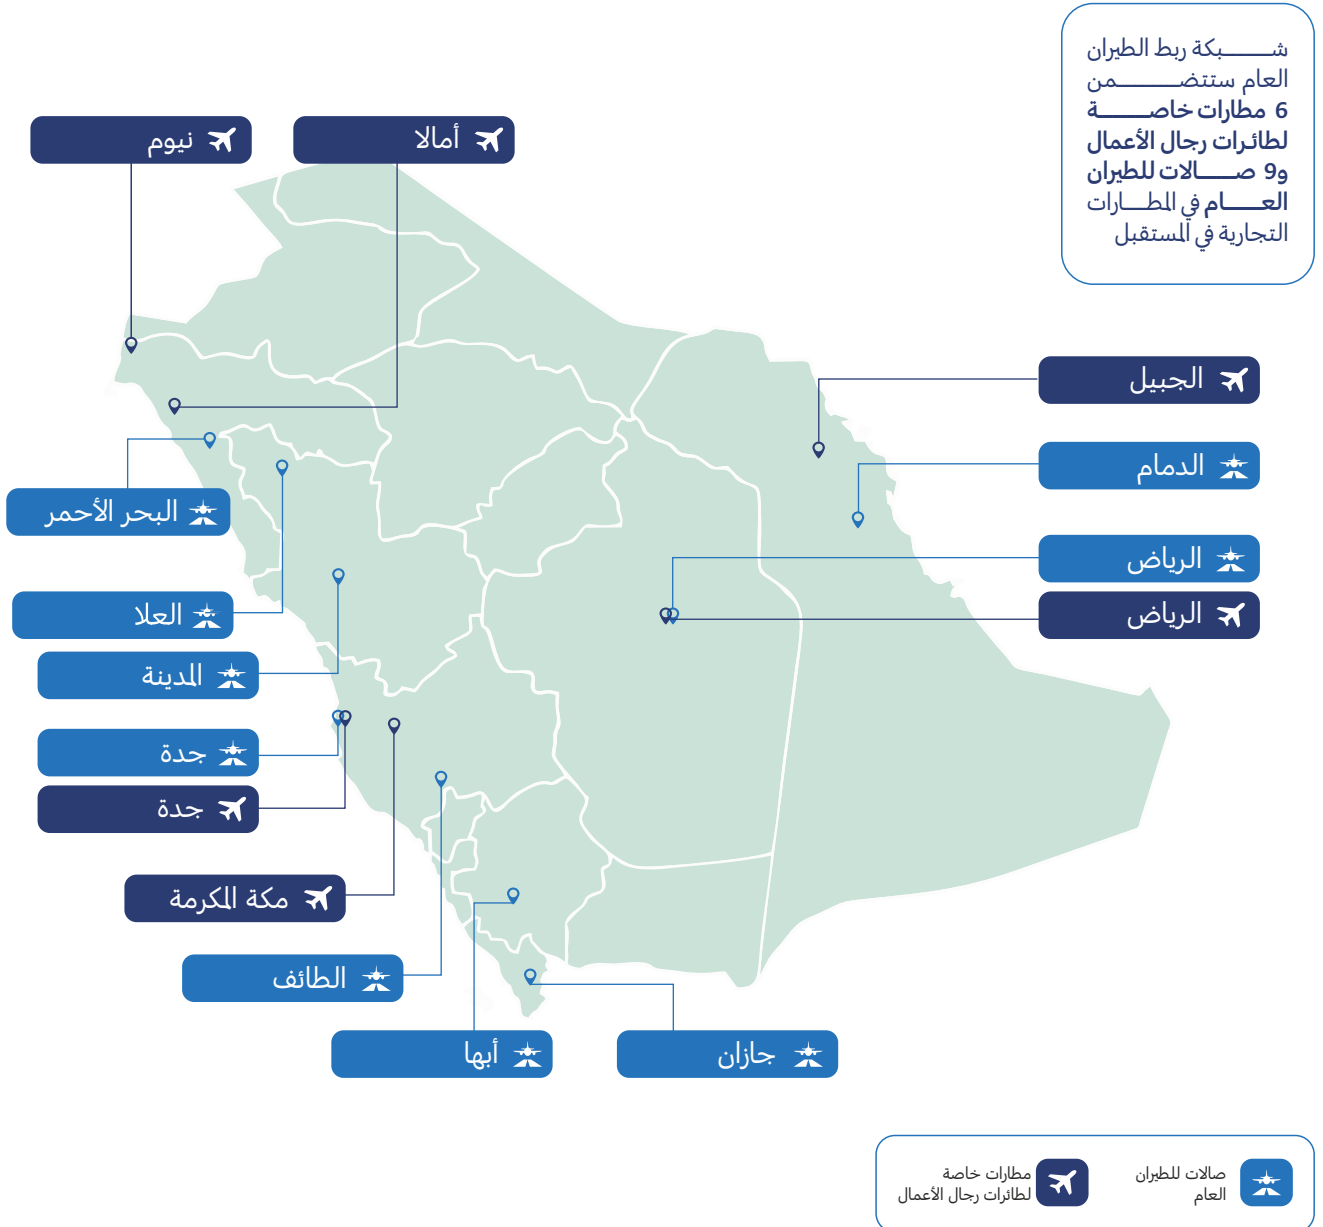 شبكة ربط الطيران
العام ستتضمن
6 مطارات خاصة
لطائرات رجال الأعمال
و9 صالات للطيران
العام في المطارات
التجارية في المستقبل
أمالا
نيوم
الجبيل
الدمام
البحر الأحمر
الرياض
العلا
الرياض
المدينة
جدة
جدة
مكة المكرمة
الطائف
جازان
أبها
صالات للطيران
العام
مطارات خاصة
لطائرات رجال الأعمال